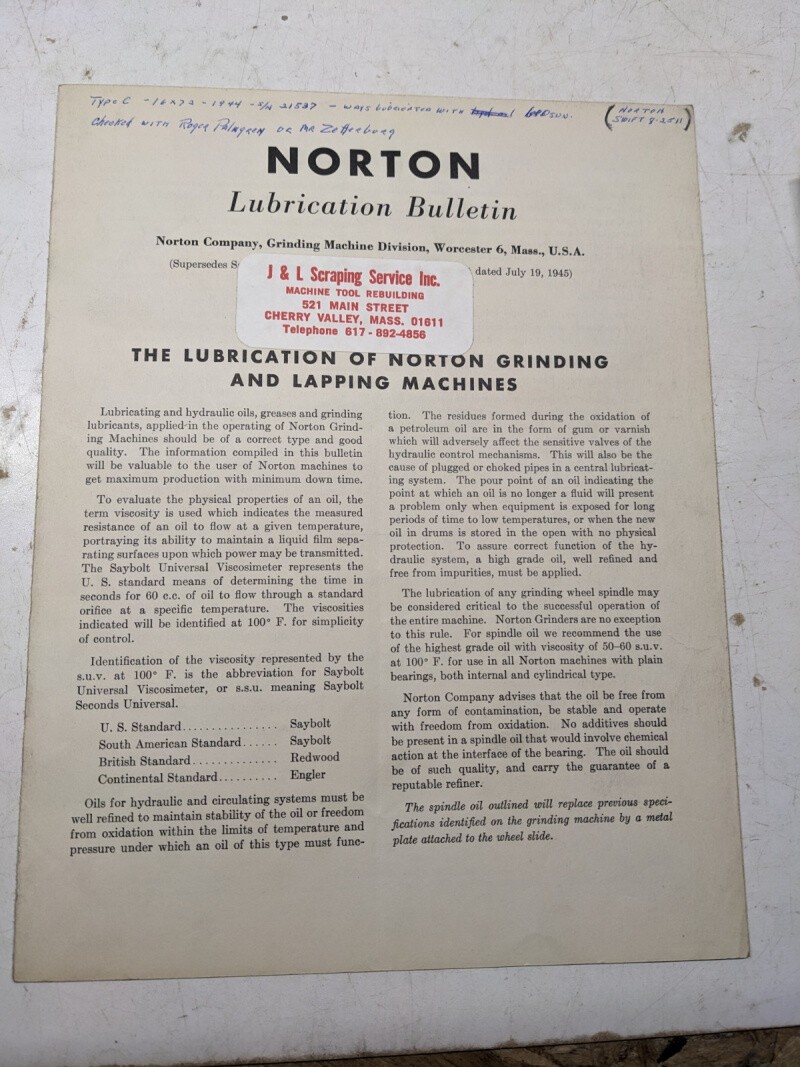 Type C - 16x72 - 1944 - S/N 21527 - ways lubricated with
Checked with Roger Palmgren or Mr
(NORTON
NORTON
Lubrication Bulletin
Norton Company, Grinding Machine Division, Worcester 6, Mass., U.S.A.
(Supersedes dated July 19, 1945)
J & L Scraping Service Inc.
MACHINE TOOL REBUILDING
521 MAIN STREET
CHERRY VALLEY, MASS. 01611
Telephone 617-892-4856
THE LUBRICATION OF NORTON GRINDING
AND LAPPING MACHINES
Lubricating and hydraulic oils, greases and grinding
lubricants, applied in the operating of Norton Grind-
ing Machines should be of a correct type and good
quality. The information compiled in this bulletin
will be valuable to the user of Norton machines to
get maximum production with minimum down time.
To evaluate the physical properties of an oil, the
term viscosity is used which indicates the measured
resistance of an oil to flow at a given temperature,
portraying its ability to maintain a liquid film sepa-
rating surfaces upon which power may be transmitted.
The Saybolt Universal Viscosimeter represents the
U. S. standard means of determining the time in
seconds for 60 c.c. of oil to flow through a standard
orifice at a specific temperature. The viscosities
indicated will be identified at 100° F. for simplicity
of control.
Identification of the viscosity represented by the
s.u.v. at 100° F. is the abbreviation for Saybolt
Universal Viscosimeter, or s.s.u. meaning Saybolt
Seconds Universal.
U. S. Standard................ Saybolt
South American Standard...... Saybolt
British Standard............... Redwood
Continental Standard.......... Engler
Oils for hydraulic and circulating systems must be
well refined to maintain stability of the oil or freedom
from oxidation within the limits of temperature and
pressure under which an oil of this type must func-
tion. The residues formed during the oxidation of
a petroleum oil are in the form of gum or varnish
which will adversely affect the sensitive valves of the
hydraulic control mechanisms. This will also be the
cause of plugged or choked pipes in a central lubricat-
ing system. The pour point of an oil indicating the
point at which an oil is no longer a fluid will present
a problem only when equipment is exposed for long
periods of time to low temperatures, or when the new
oil in drums is stored in the open with no physical
protection. To assure correct function of the hy-
draulic system, a high grade oil, well refined and
free from impurities, must be applied.
The lubrication of any grinding wheel spindle may
be considered critical to the successful operation of
the entire machine. Norton Grinders are no exception
to this rule. For spindle oil we recommend the use
of the highest grade oil with viscosity of 50–60 s.u.v.
at 100° F. for use in all Norton machines with plain
bearings, both internal and cylindrical type.
Norton Company advises that the oil be free from
any form of contamination, be stable and operate
with freedom from oxidation. No additives should
be present in a spindle oil that would involve chemical
action at the interface of the bearing. The oil should
be of such quality, and carry the guarantee of a
reputable refiner.
The spindle oil outlined will replace previous speci-
fications identified on the grinding machine by a metal
plate attached to the wheel slide.